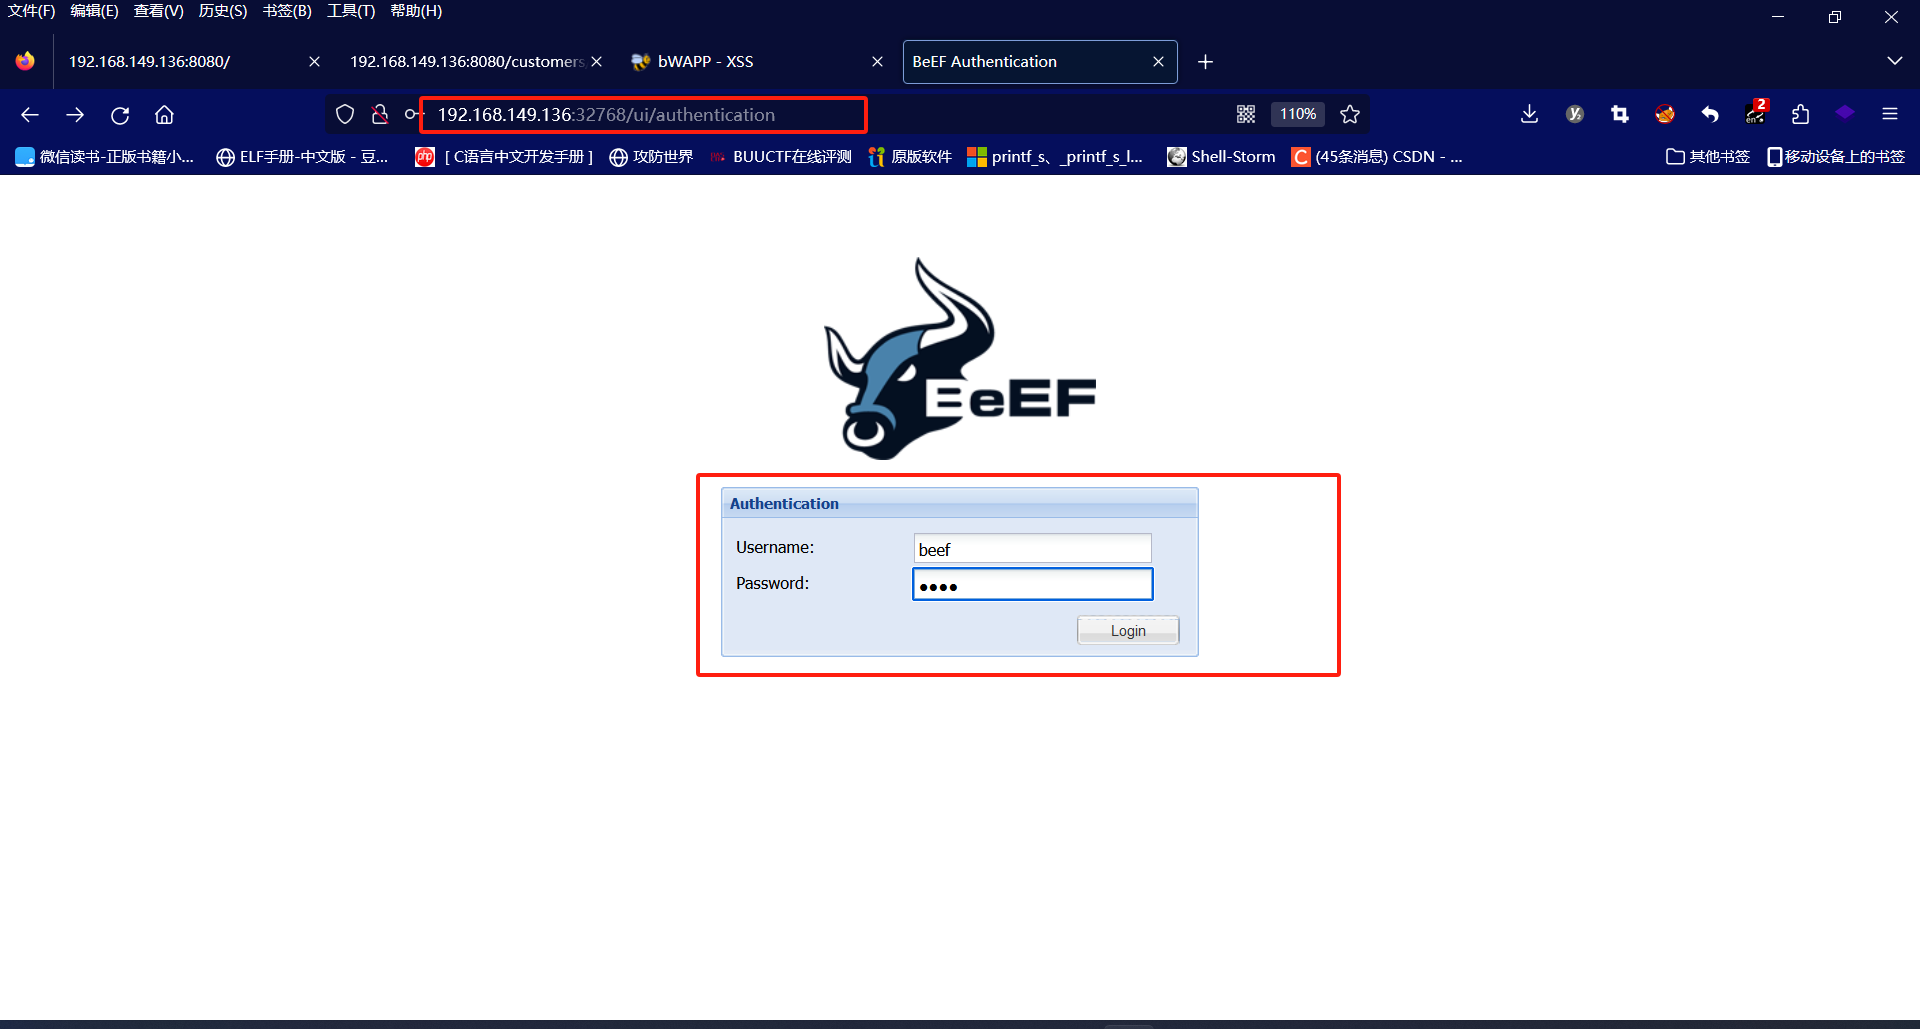 文件(F) 编辑(E) 查看(V) 历史(S) 书签(B) 工具(T) 帮助(H)
192.168.149.136:8080/ 192.168.149.136:8080/customers bWAPP - XSS BeEF Authentication
192.168.149.136:32768/ui/authentication 110% 2
微信读书-正版书籍小... ELF手册-中文版 - 豆... php [ C语言中文开发手册 ] 攻防世界 BUUCTF在线评测 原版软件 printf_s、_printf_s_l... Shell-Storm C (45条消息) CSDN - ... 其他书签 移动设备上的书签
BeEF
Authentication
Username: beef
Password: ●●●●
Login